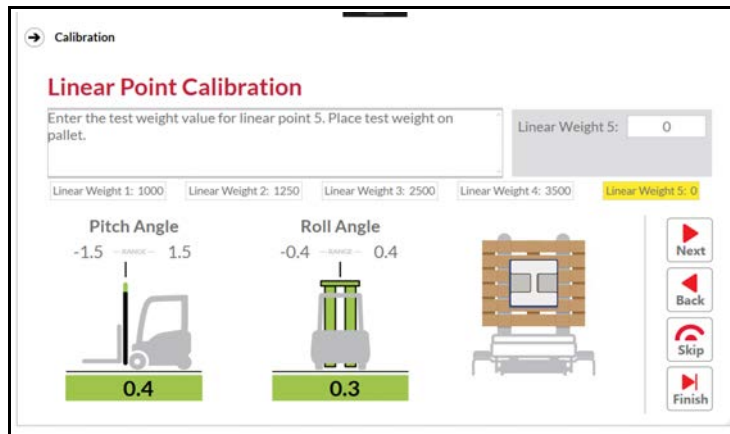 Calibration
Linear Point Calibration
Enter the test weight value for linear point 5. Place test weight on
pallet.
Linear Weight 5: 0
Linear Weight 1: 1000 Linear Weight 2: 1250 Linear Weight 3: 2500 Linear Weight 4: 3500 Linear Weight 5: 0
Pitch Angle Roll Angle
-1.5 — RANGE — 1.5 -0.4 — RANGE — 0.4
Next
Back
Skip
0.4 0.3
Finish